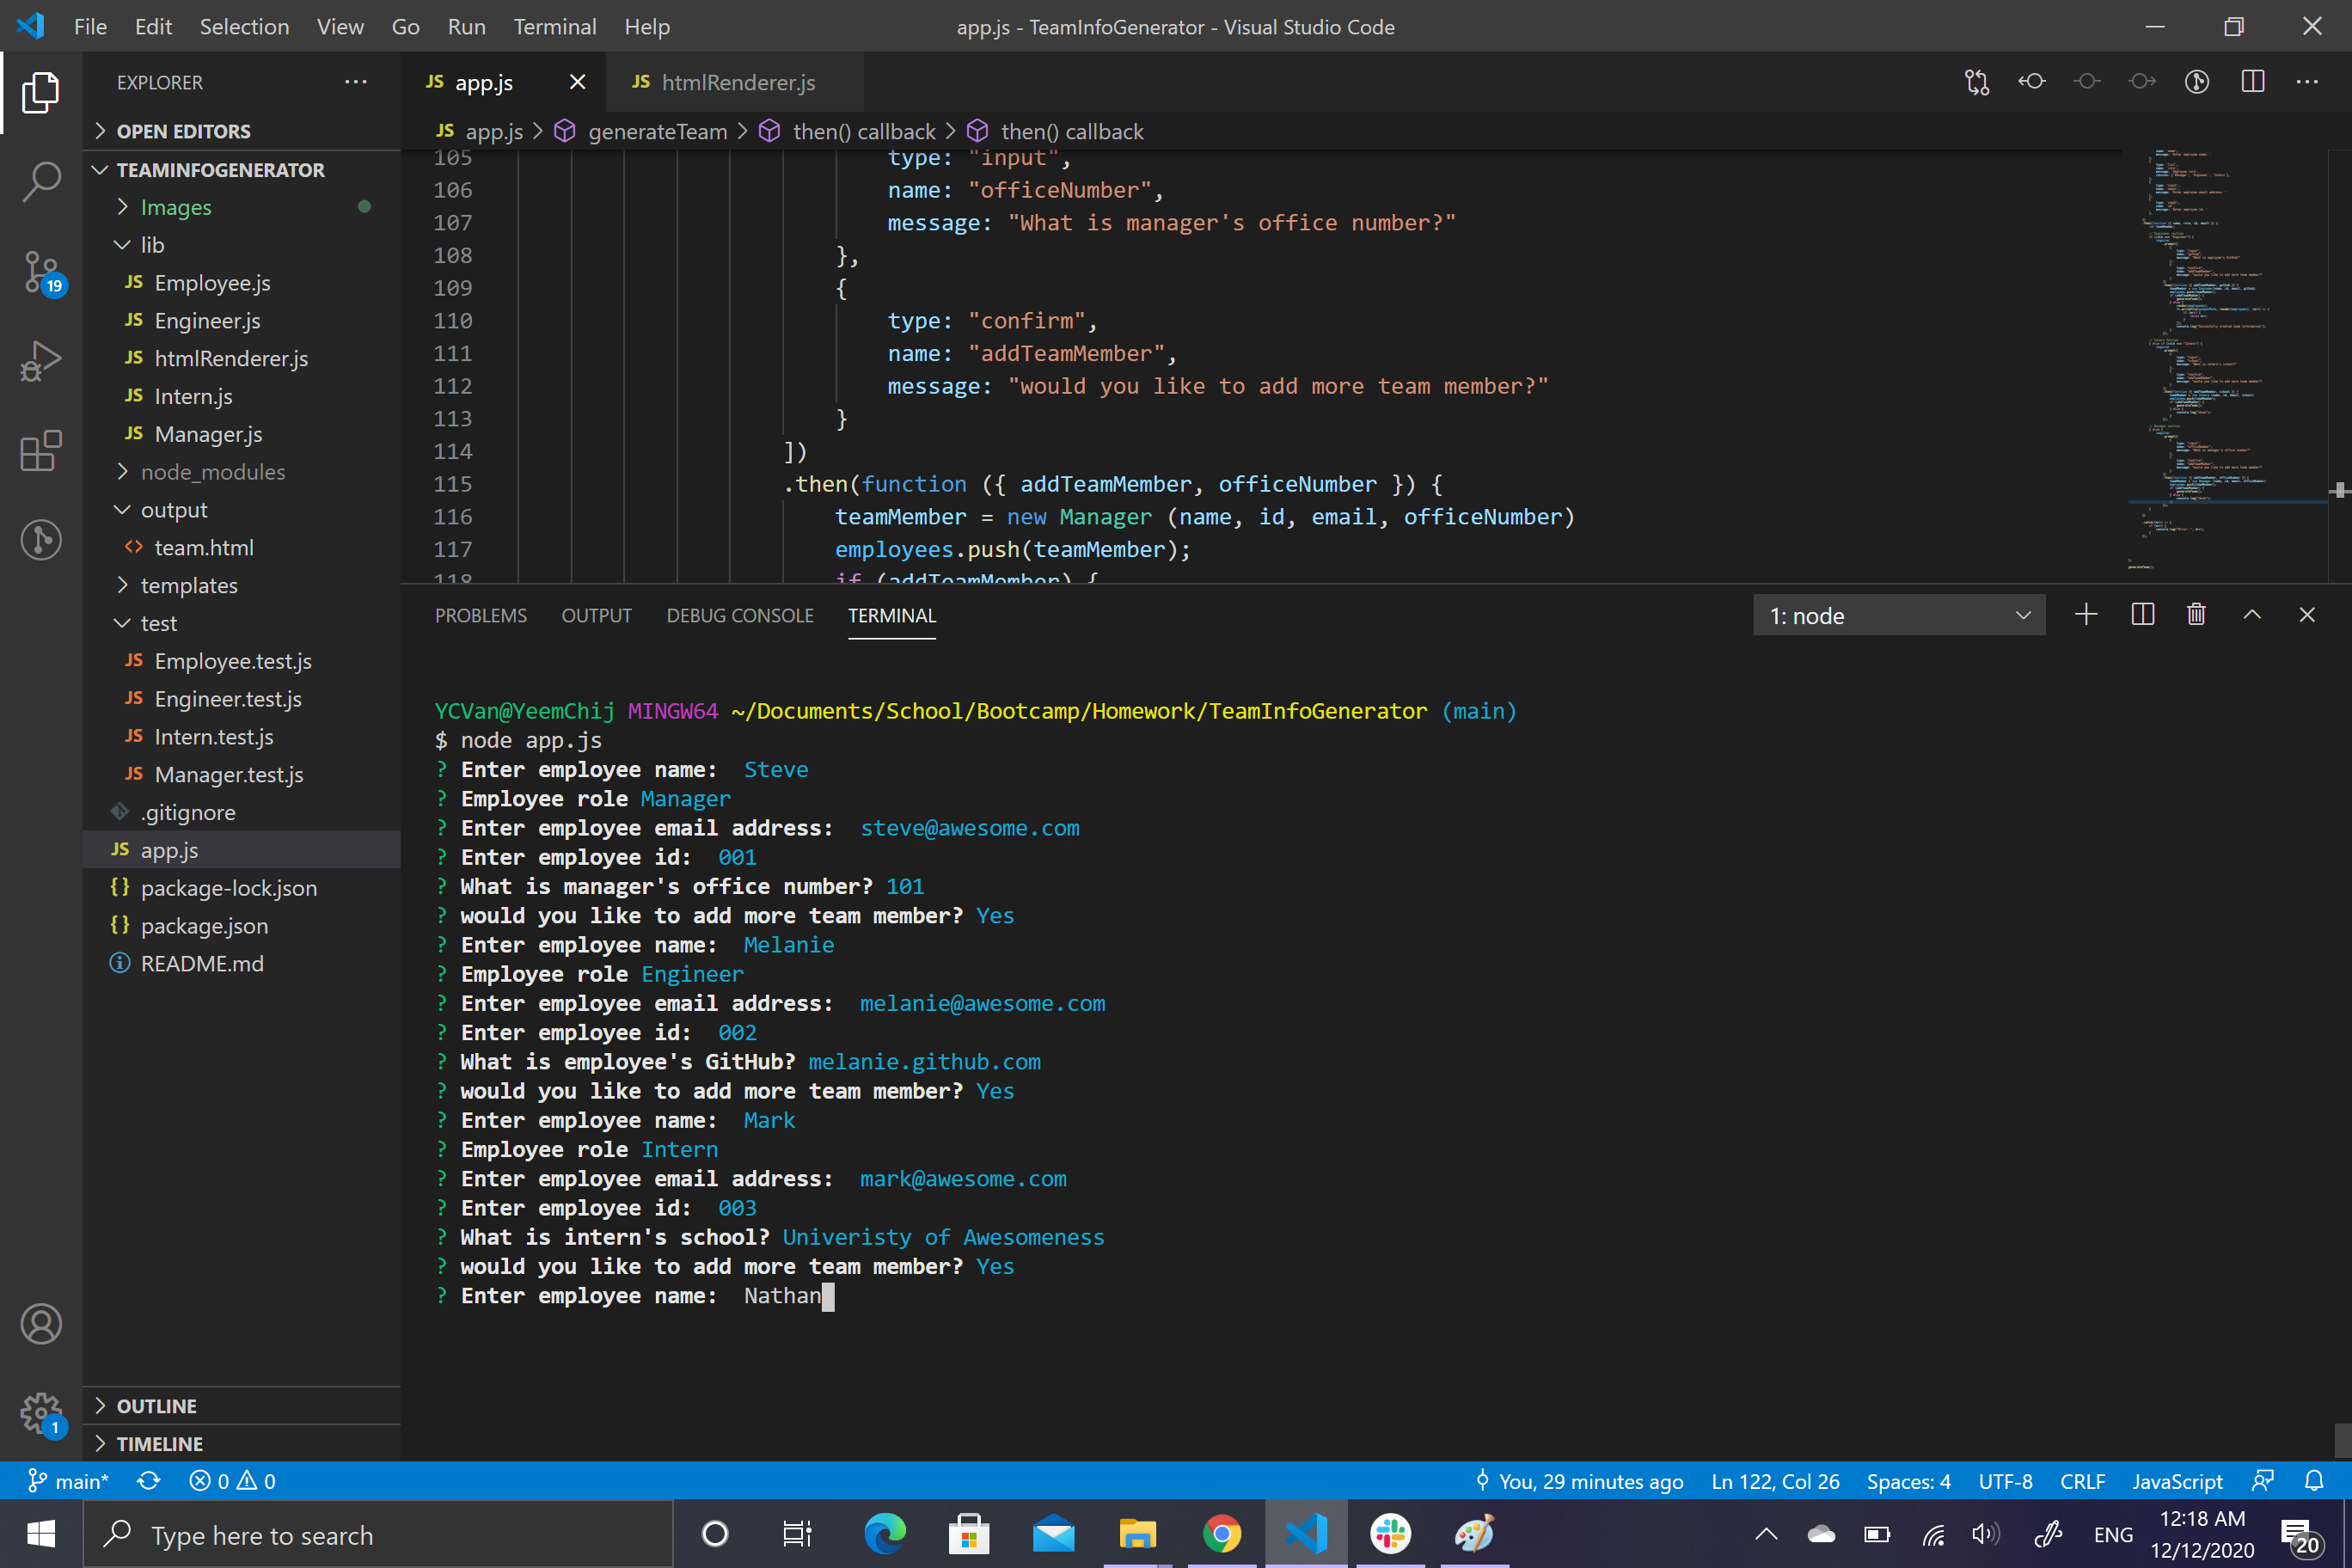 File Edit Selection View Go Run Terminal Help
app.js - TeamInfoGenerator - Visual Studio Code
EXPLORER
OPEN EDITORS
TEAMINFOGENERATOR
Images
lib
JS Employee.js
JS Engineer.js
JS htmlRenderer.js
JS Intern.js
JS Manager.js
node_modules
output
<> team.html
templates
test
JS Employee.test.js
JS Engineer.test.js
JS Intern.test.js
JS Manager.test.js
.gitignore
JS app.js
{} package-lock.json
{} package.json
README.md
OUTLINE
TIMELINE
19
1
JS app.js
JS htmlRenderer.js
JS app.js > generateTeam > then() callback > then() callback
105 type: "input",
106 name: "officeNumber",
107 message: "What is manager's office number?"
108 },
109 {
110 type: "confirm",
111 name: "addTeamMember",
112 message: "would you like to add more team member?"
113 }
114 ])
115 .then(function ({ addTeamMember, officeNumber }) {
116 teamMember = new Manager (name, id, email, officeNumber)
117 employees.push(teamMember);
118 if (addTeamMember) {
PROBLEMS OUTPUT DEBUG CONSOLE TERMINAL
1: node
YCVan@YeemChij MINGW64 ~/Documents/School/Bootcamp/Homework/TeamInfoGenerator (main)
$ node app.js
? Enter employee name:  Steve
? Employee role Manager
? Enter employee email address:  steve@awesome.com
? Enter employee id:  001
? What is manager's office number? 101
? would you like to add more team member? Yes
? Enter employee name:  Melanie
? Employee role Engineer
? Enter employee email address:  melanie@awesome.com
? Enter employee id:  002
? What is employee's GitHub? melanie.github.com
? would you like to add more team member? Yes
? Enter employee name:  Mark
? Employee role Intern
? Enter employee email address:  mark@awesome.com
? Enter employee id:  003
? What is intern's school? Univeristy of Awesomeness
? would you like to add more team member? Yes
? Enter employee name:  Nathan
main* 0 0
You, 29 minutes ago Ln 122, Col 26 Spaces: 4 UTF-8 CRLF JavaScript
Type here to search
ENG
12:18 AM
12/12/2020
20